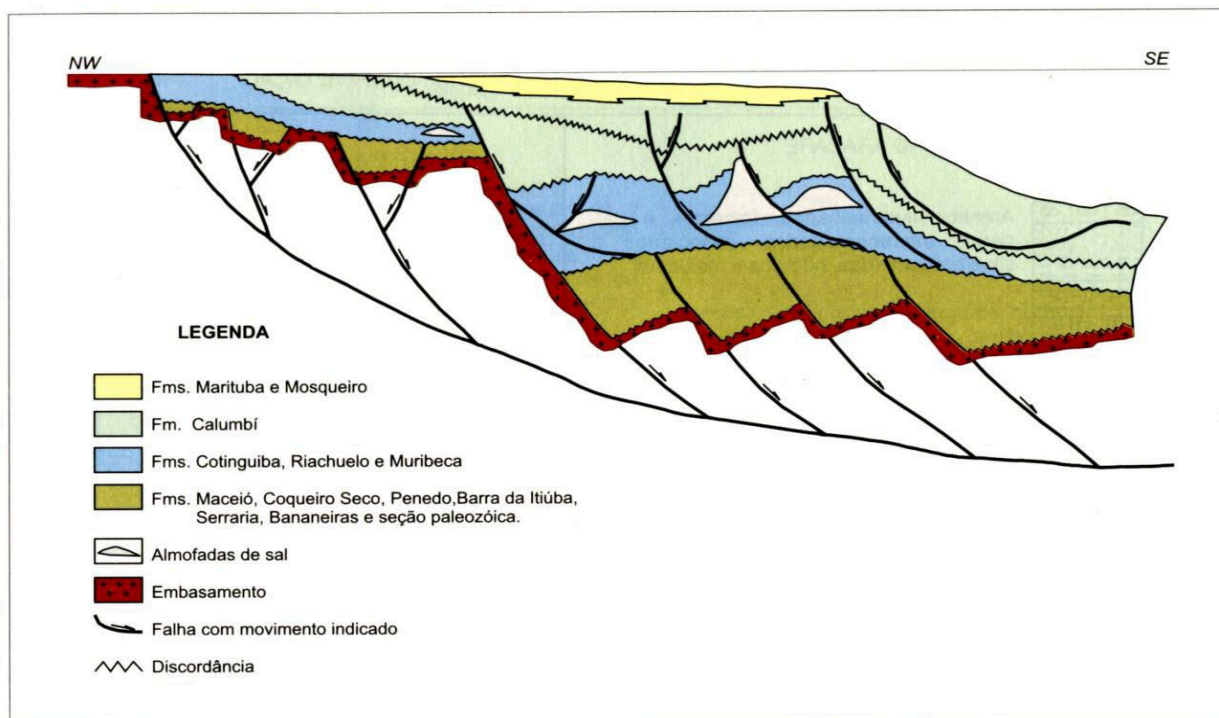 NW
SE
LEGENDA
Fms. Marituba e Mosqueiro
Fm. Calumbí
Fms. Cotinguiba, Riachuelo e Muribeca
Fms. Maceió, Coqueiro Seco, Penedo,Barra da Itiúba,
Serraria, Bananeiras e seção paleozóica.
Almofadas de sal
Embasamento
Falha com movimento indicado
Discordância